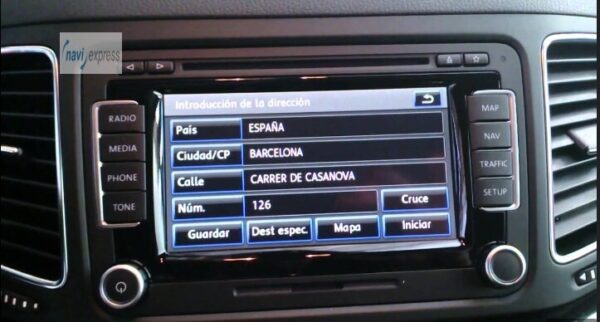 navi express
Introducción de la dirección
País ESPAÑA
Ciudad/CP BARCELONA
Calle CARRER DE CASANOVA
Núm. 126 Cruce
Guardar Dest espec. Mapa Iniciar
RADIO
MEDIA
PHONE
TONE
MAP
NAV
TRAFFIC
SETUP